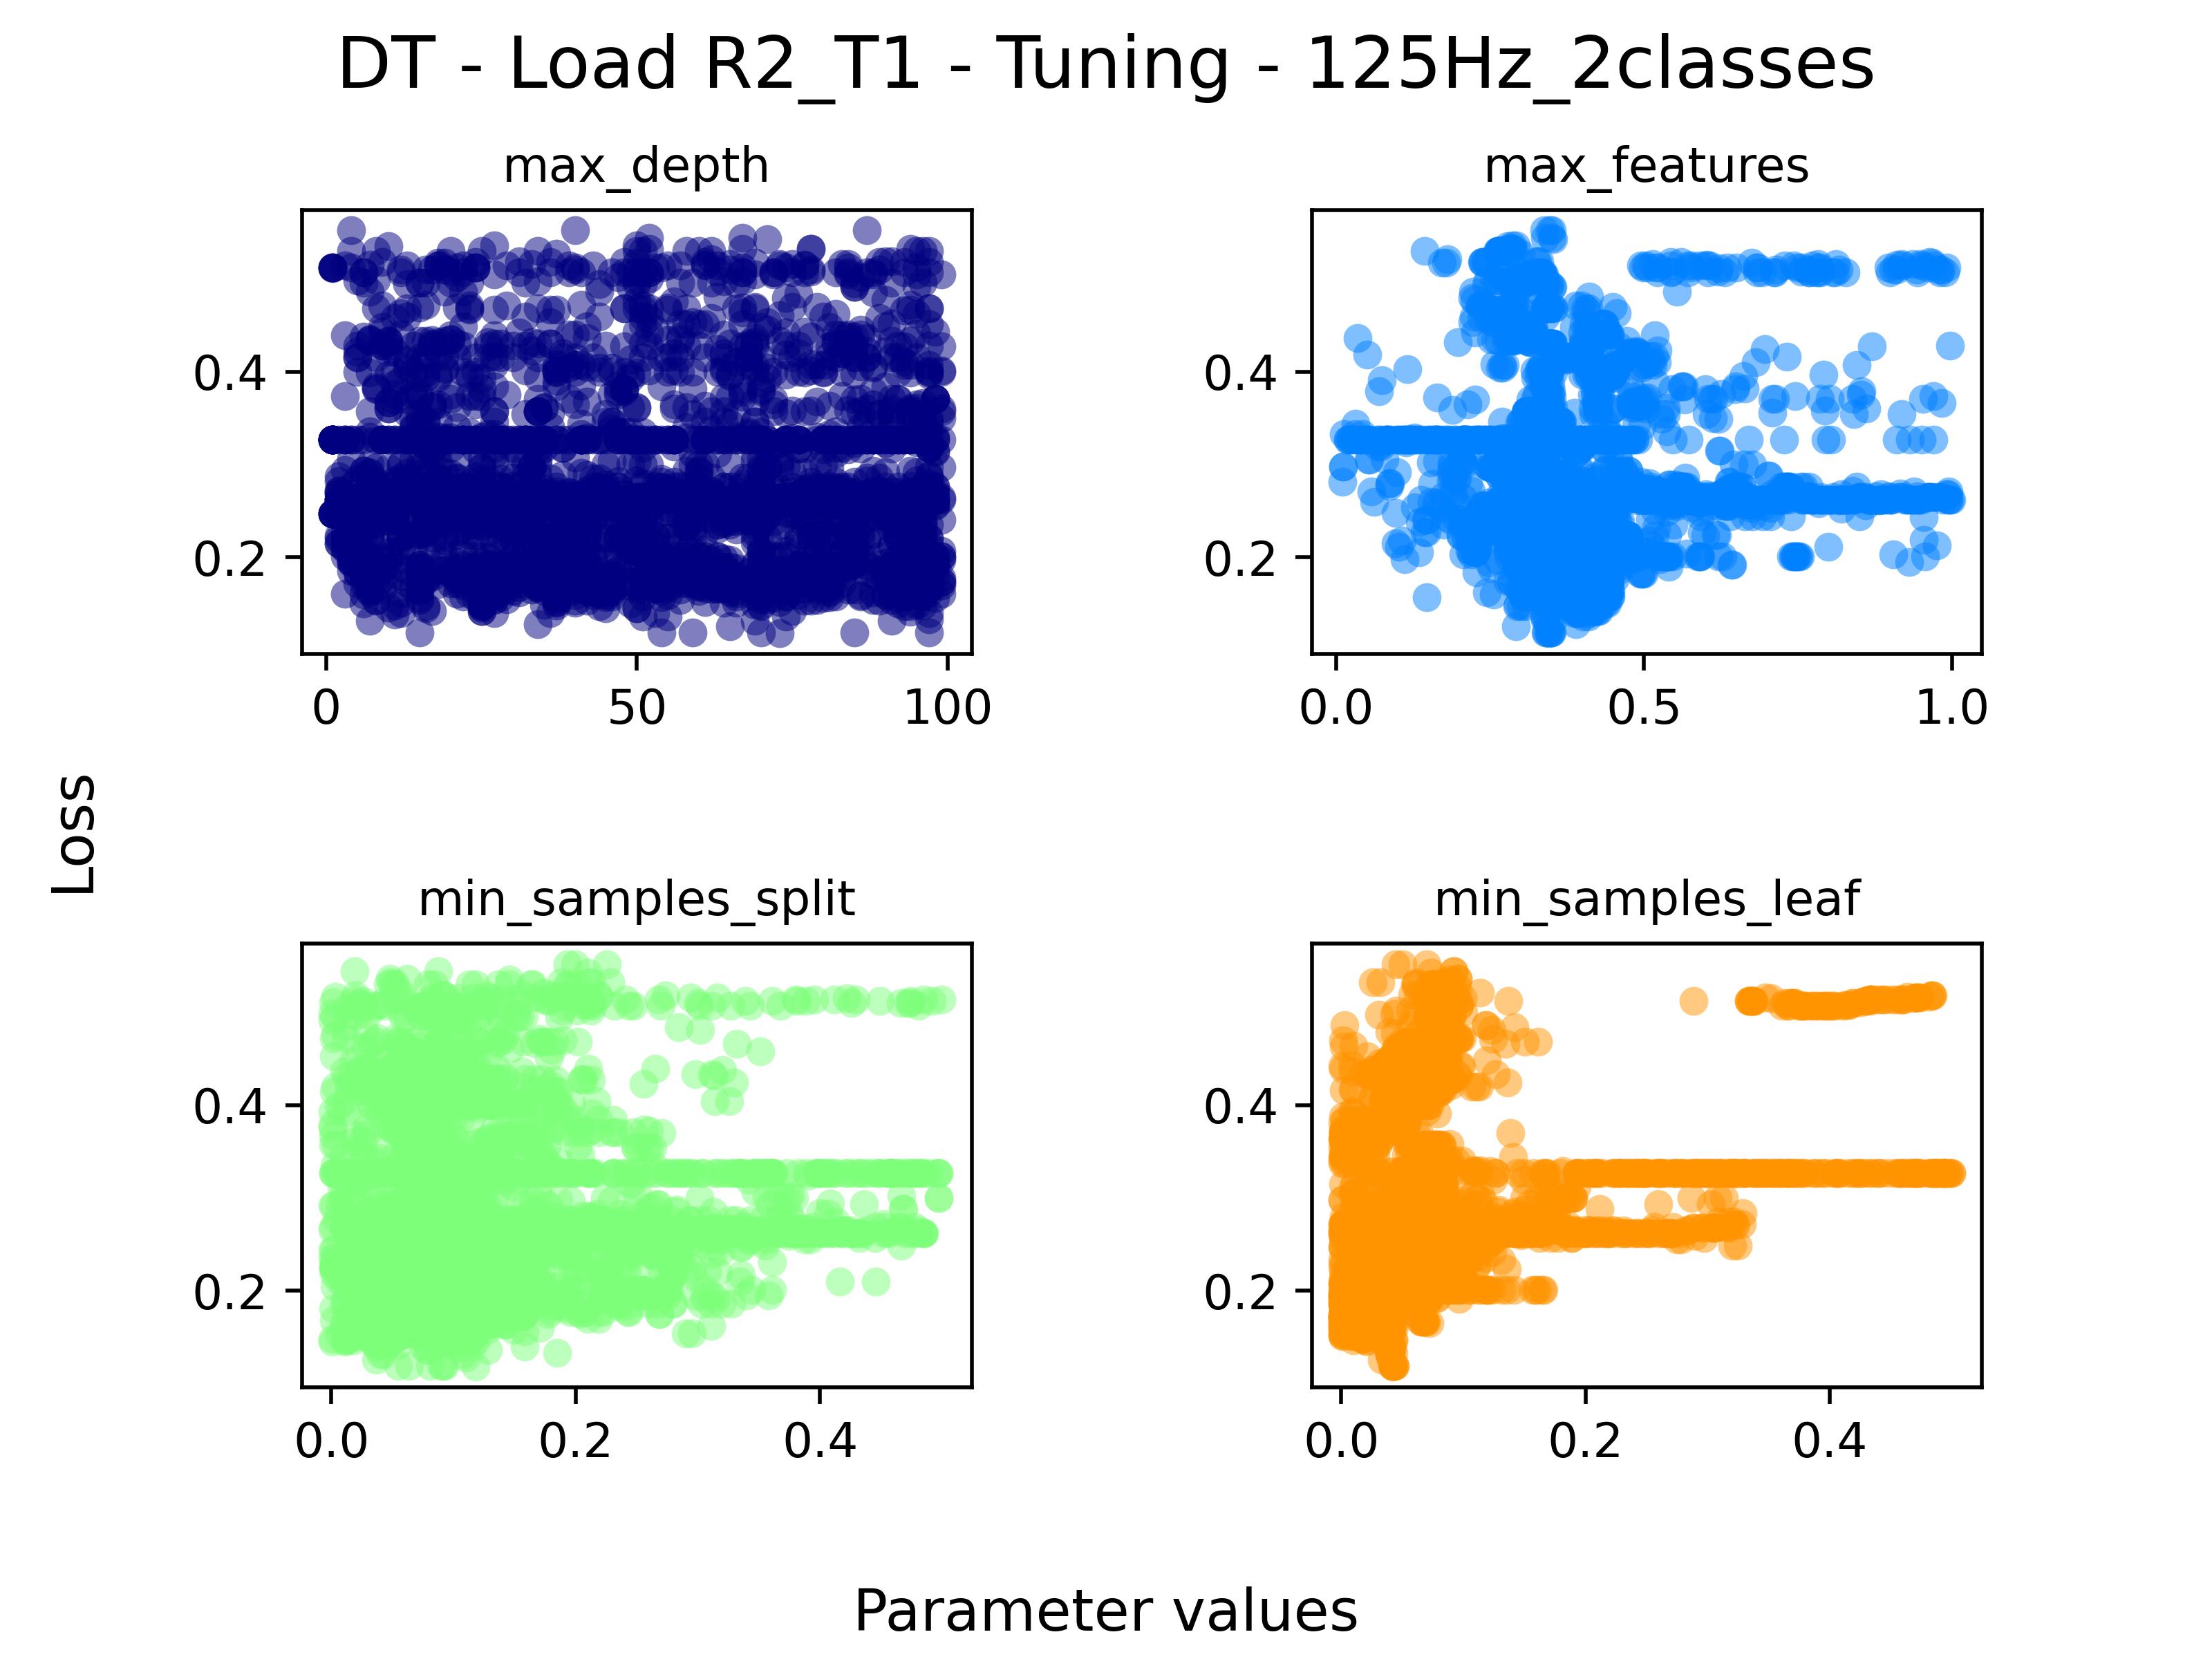 DT - Load R2_T1 - Tuning - 125Hz_2classes
max_depth
max_features
0.4
0.2
0 50 100
0.4
0.2
0.0 0.5 1.0
Loss
min_samples_split
min_samples_leaf
0.4
0.2
0.0 0.2 0.4
0.4
0.2
0.0 0.2 0.4
Parameter values